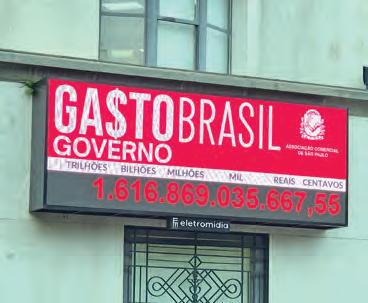 GA$TOBRASIL
GOVERNO
ASSOCIAÇÃO COMERCIAL
DE SÃO PAULO
TRILHÕES BILHÕES MILHÕES MIL REAIS CENTAVOS
1.616.869.035.667,55
eletromidia